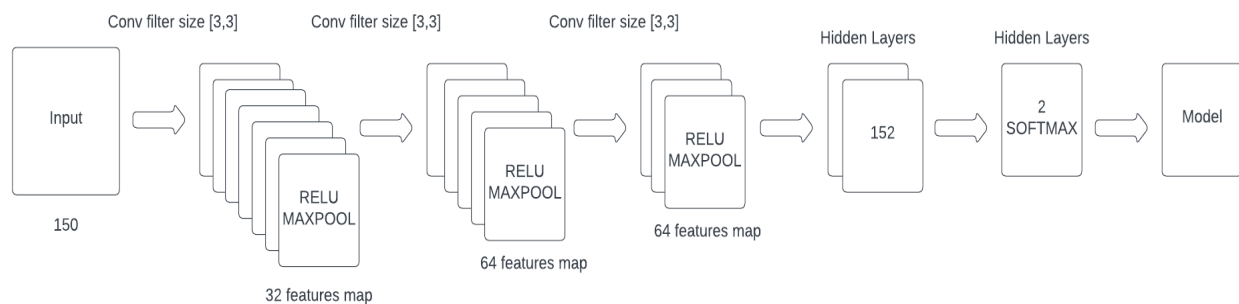 Conv filter size [3,3]
Conv filter size [3,3]
Conv filter size [3,3]
Hidden Layers
Hidden Layers
Input
150
RELU
MAXPOOL
32 features map
RELU
MAXPOOL
64 features map
RELU
MAXPOOL
64 features map
152
2
SOFTMAX
Model